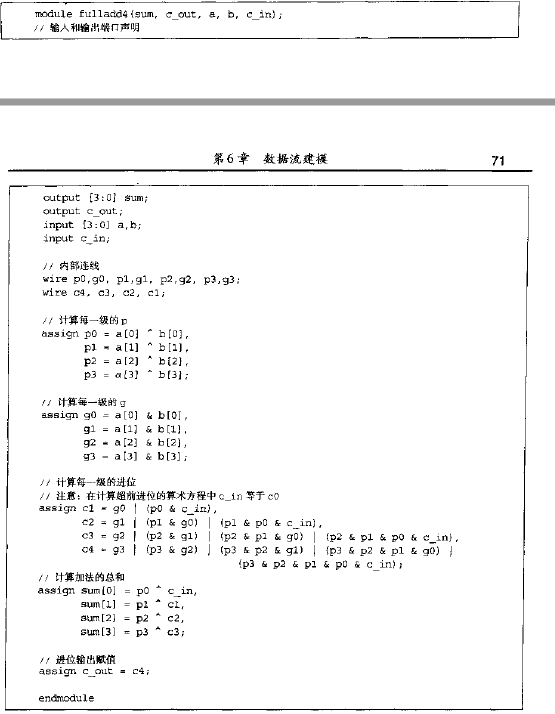 module fulladd4(sum, c_out, a, b, c_in);
// 输入和输出端口声明
第6章 数据流建模 71
output [3:0] sum;
output c_out;
input [3:0] a,b;
input c_in;
// 内部连线
wire p0,g0, p1,g1, p2,g2, p3,g3;
wire c4, c3, c2, c1;
// 计算每一级的p
assign p0 = a[0] ^ b[0],
p1 = a[1] ^ b[1],
p2 = a[2] ^ b[2],
p3 = a[3] ^ b[3];
// 计算每一级的g
assign g0 = a[0] & b[0],
g1 = a[1] & b[1],
g2 = a[2] & b[2],
g3 = a[3] & b[3];
// 计算每一级的进位
// 注意：在计算超前进位的算术方程中c_in等于c0
assign c1 = g0 | (p0 & c_in),
c2 = g1 | (p1 & g0) | (p1 & p0 & c_in),
c3 = g2 | (p2 & g1) | (p2 & p1 & g0) | (p2 & p1 & p0 & c_in),
c4 = g3 | (p3 & g2) | (p3 & p2 & g1) | (p3 & p2 & p1 & g0) |
(p3 & p2 & p1 & p0 & c_in);
// 计算加法的总和
assign sum[0] = p0 ^ c_in,
sum[1] = p1 ^ c1,
sum[2] = p2 ^ c2,
sum[3] = p3 ^ c3;
// 进位输出赋值
assign c_out = c4;
endmodule